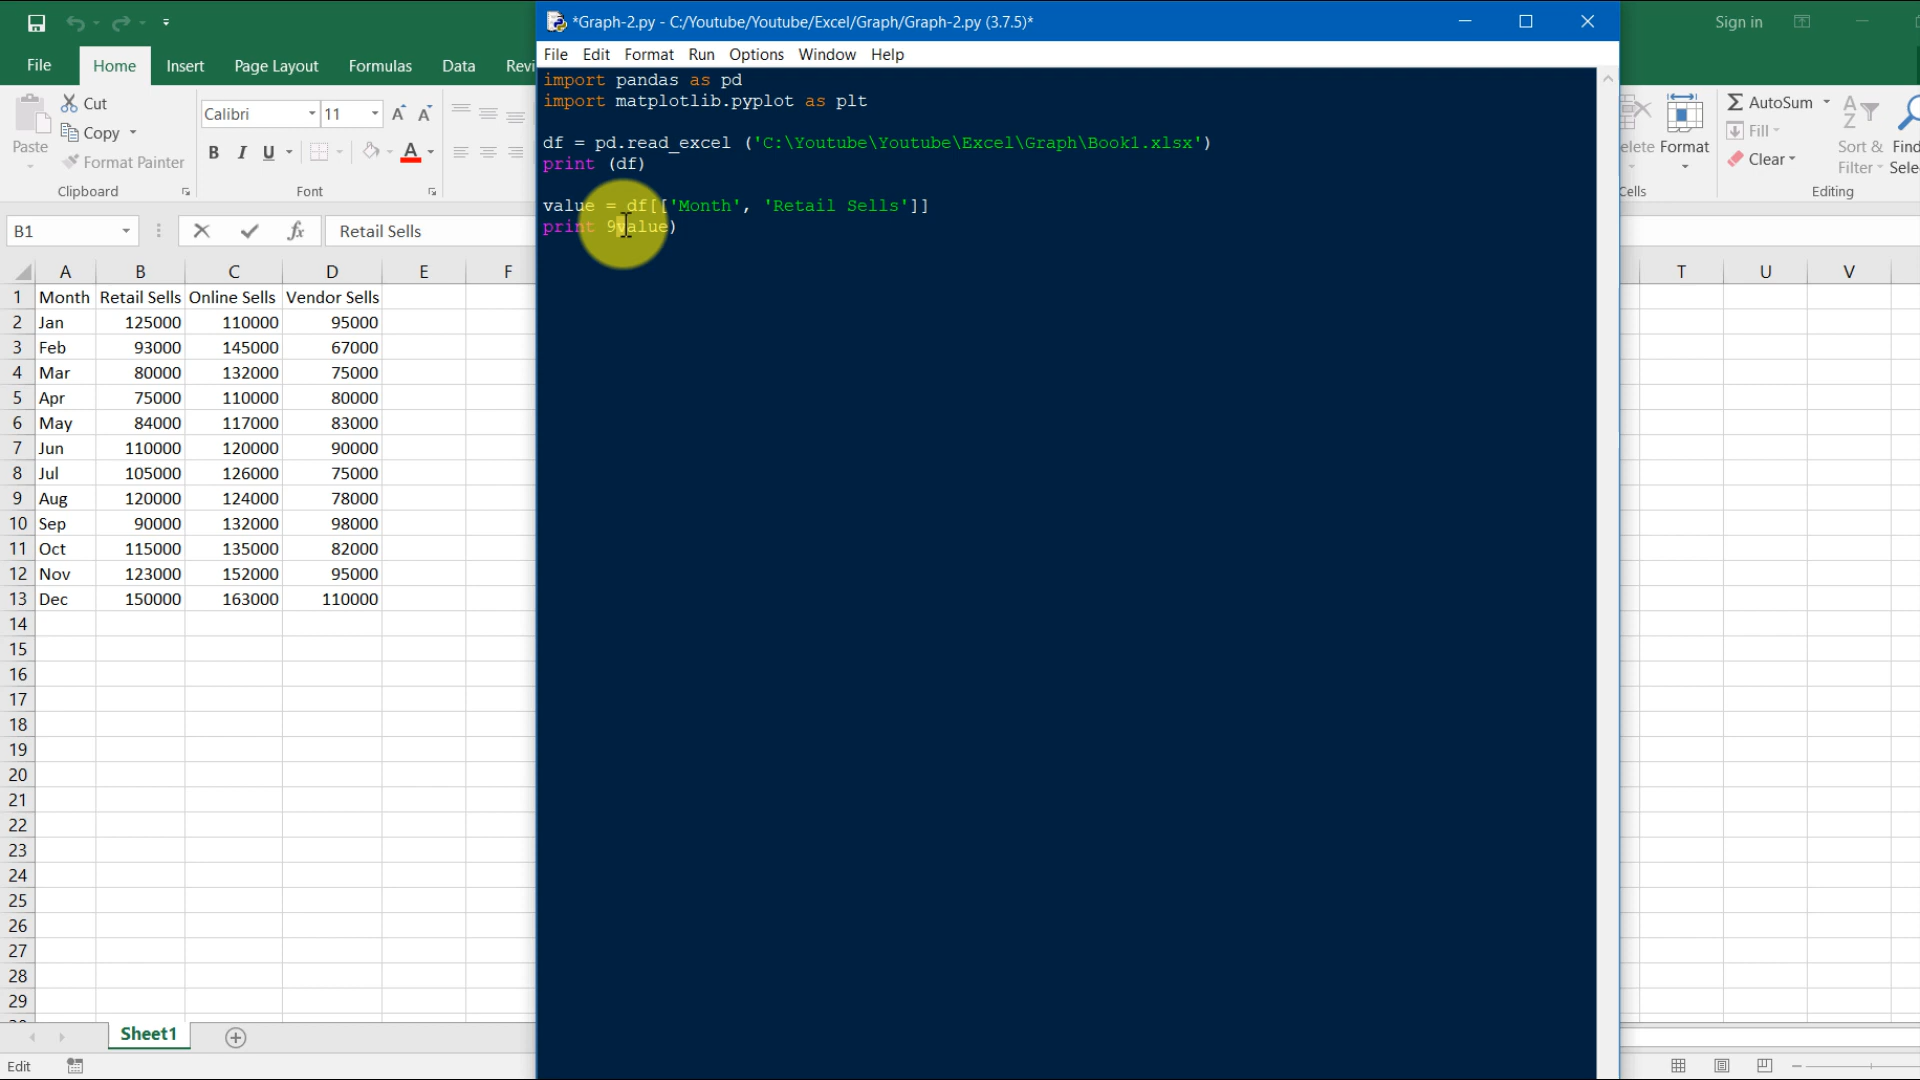 *Graph-2.py - C:/Youtube/Youtube/Excel/Graph/Graph-2.py (3.7.5)*
Sign in
File Home Insert Page Layout Formulas Data Revi
File Edit Format Run Options Window Help
Paste
Cut
Copy
Format Painter
Clipboard
Calibri 11
B I U A
Font
import pandas as pd
import matplotlib.pyplot as plt
df = pd.read_excel ('C:\Youtube\Youtube\Excel\Graph\Book1.xlsx')
print (df)
value = df[['Month', 'Retail Sells']]
print 9value)
elete Format
Cells
AutoSum
Fill
Clear
Sort &
Filter
Find
Sele
Editing
B1 fx Retail Sells
A B C D E F T U V
1 Month Retail Sells Online Sells Vendor Sells
2 Jan 125000 110000 95000
3 Feb 93000 145000 67000
4 Mar 80000 132000 75000
5 Apr 75000 110000 80000
6 May 84000 117000 83000
7 Jun 110000 120000 90000
8 Jul 105000 126000 75000
9 Aug 120000 124000 78000
10 Sep 90000 132000 98000
11 Oct 115000 135000 82000
12 Nov 123000 152000 95000
13 Dec 150000 163000 110000
14
15
16
17
18
19
20
21
22
23
24
25
26
27
28
29
Sheet1
Edit